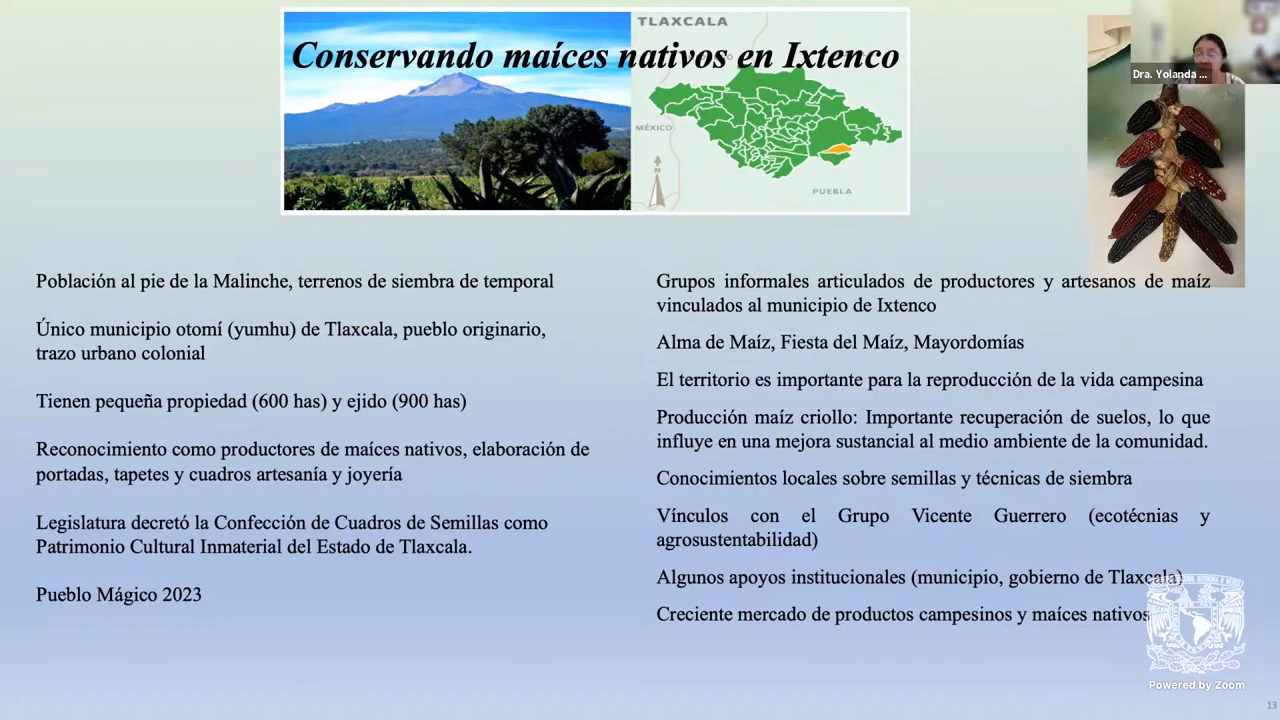 TLAXCALA
Conservando maíces nativos en Ixtenco
MÉXICO
N
PUEBLA
Dra. Yolanda ...
Población al pie de la Malinche, terrenos de siembra de temporal
Único municipio otomí (yumhu) de Tlaxcala, pueblo originario,
trazo urbano colonial
Tienen pequeña propiedad (600 has) y ejido (900 has)
Reconocimiento como productores de maíces nativos, elaboración de
portadas, tapetes y cuadros artesanía y joyería
Legislatura decretó la Confección de Cuadros de Semillas como
Patrimonio Cultural Inmaterial del Estado de Tlaxcala.
Pueblo Mágico 2023
Grupos informales articulados de productores y artesanos de maíz
vinculados al municipio de Ixtenco
Alma de Maíz, Fiesta del Maíz, Mayordomías
El territorio es importante para la reproducción de la vida campesina
Producción maíz criollo: Importante recuperación de suelos, lo que
influye en una mejora sustancial al medio ambiente de la comunidad.
Conocimientos locales sobre semillas y técnicas de siembra
Vínculos con el Grupo Vicente Guerrero (ecotécnias y
agrosustentabilidad)
Algunos apoyos institucionales (municipio, gobierno de Tlaxcala)
Creciente mercado de productos campesinos y maíces nativos
Powered by Zoom
13